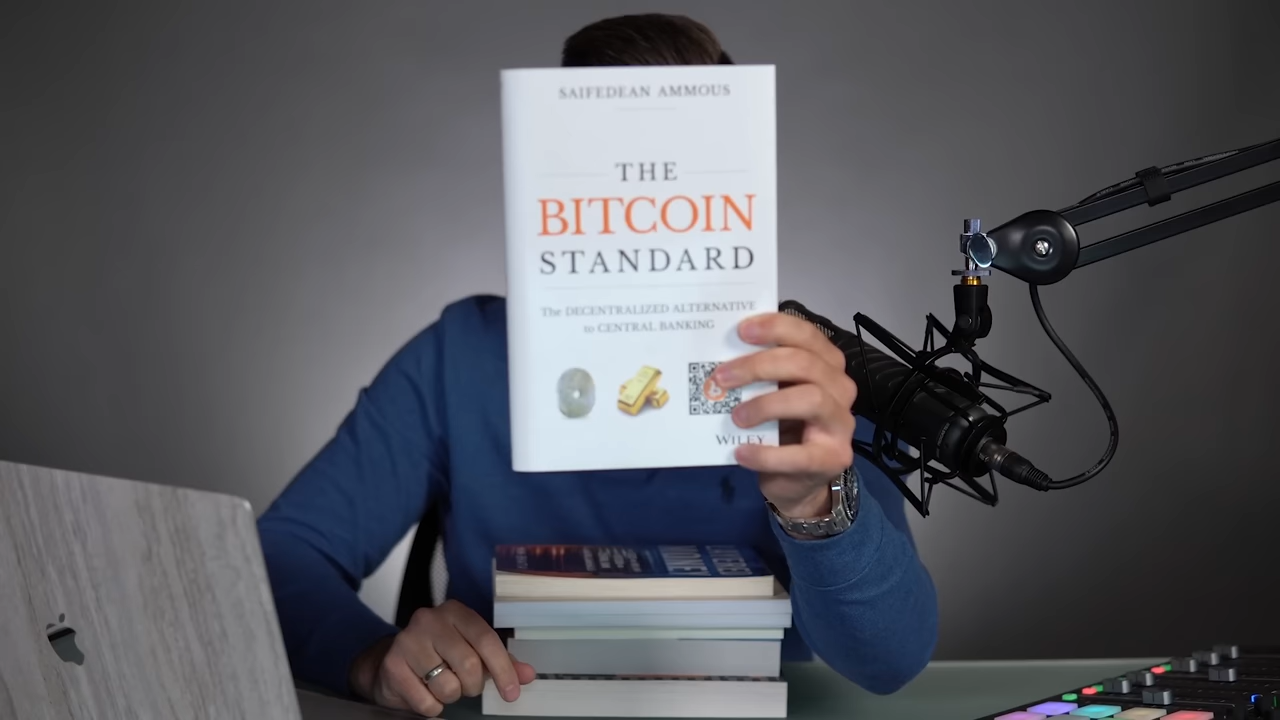 SAIFEDEAN AMMOUS
THE
BITCOIN
STANDARD
The DECENTRALIZED ALTERNATIVE
to CENTRAL BANKING
WILEY